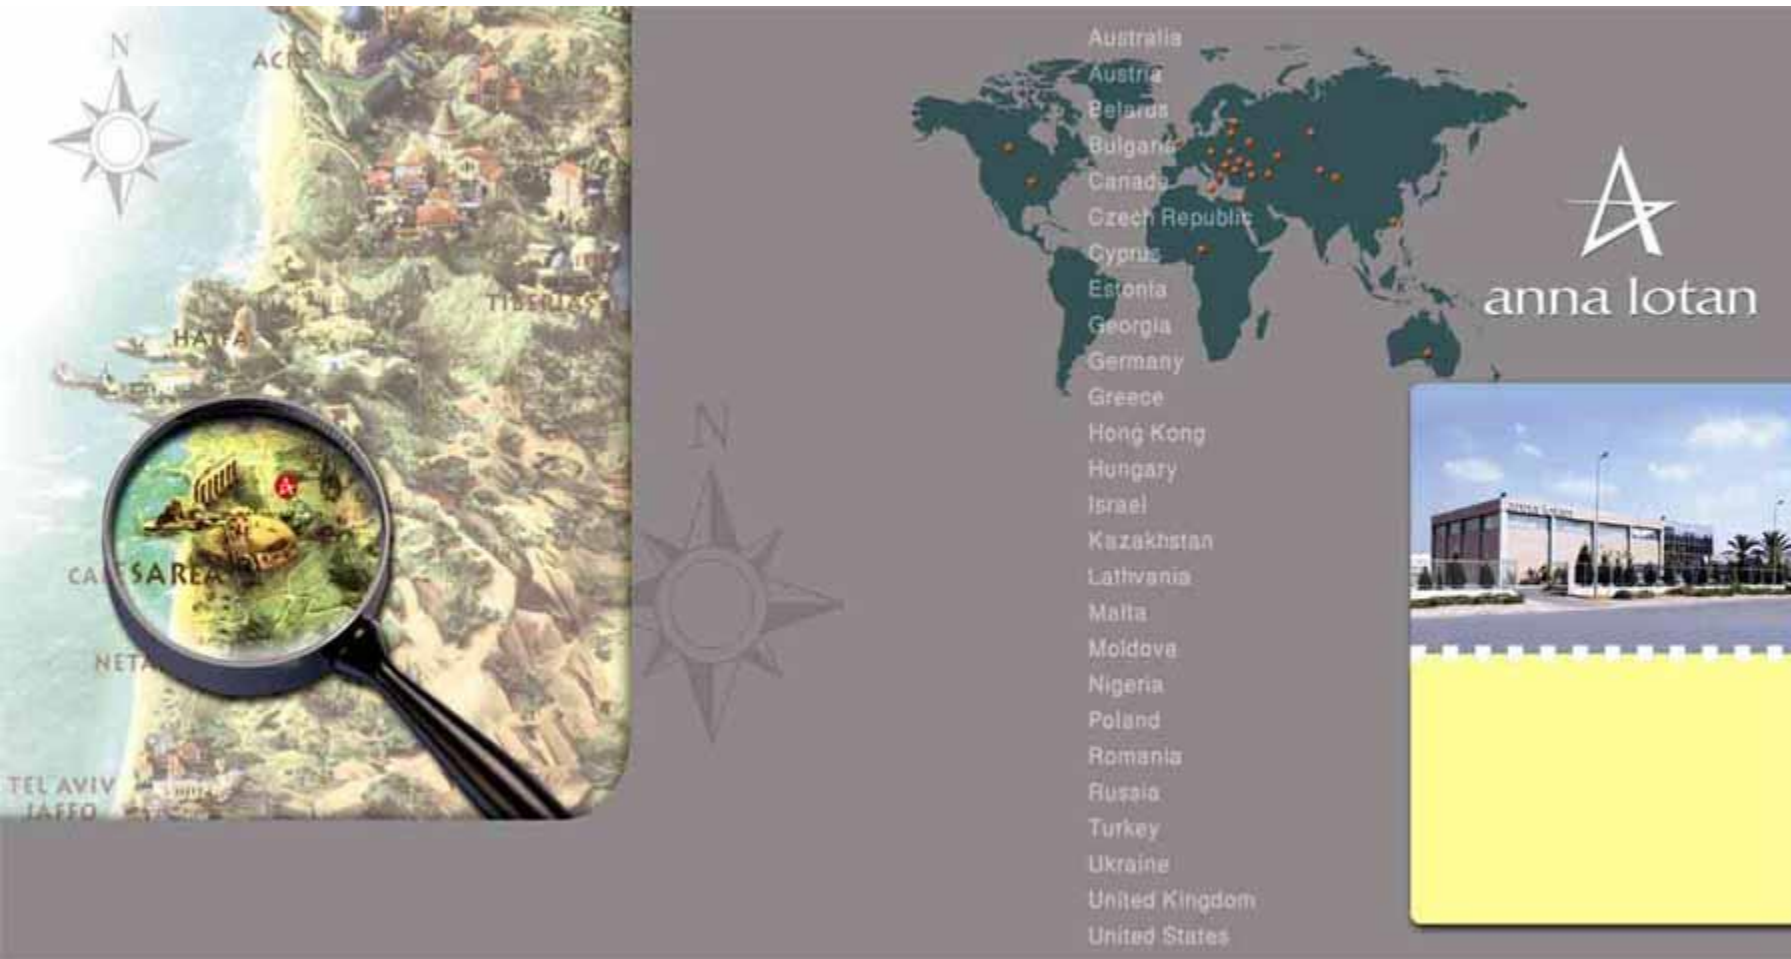 N
ACRE
TIBERIAS
HAIFA
CAESAREA
TEL AVIV
JAFFO
N
Australia
Austria
Belarus
Bulgaria
Canada
Czech Republic
Cyprus
Estonia
Georgia
Germany
Greece
Hong Kong
Hungary
Israel
Kazakhstan
Lathvania
Malta
Moldova
Nigeria
Poland
Romania
Russia
Turkey
Ukraine
United Kingdom
United States
anna lotan